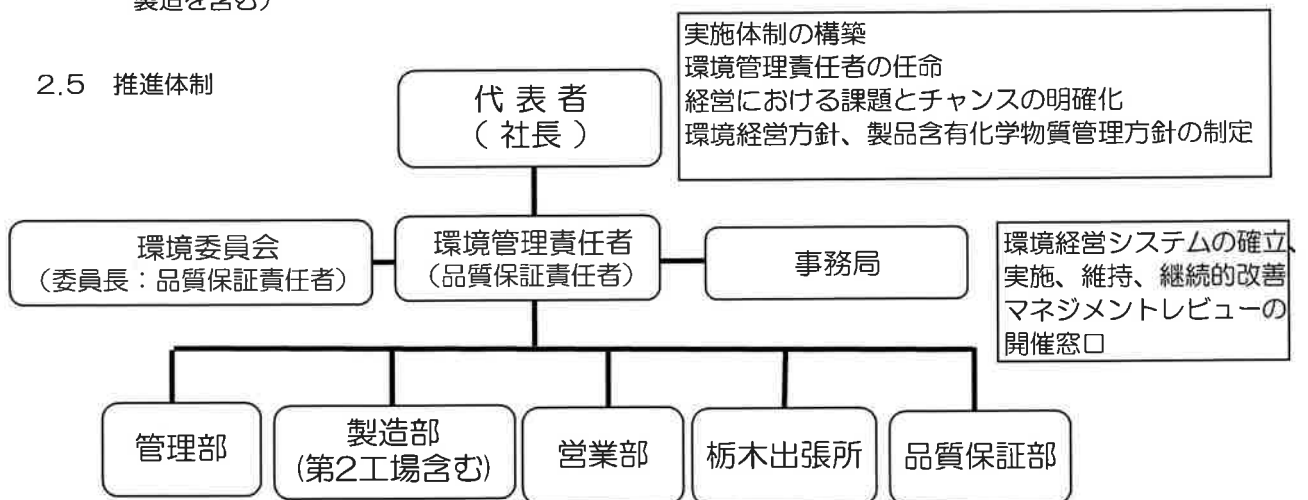 製造を含む）
2.5　推進体制
代 表 者
（ 社長 ）
実施体制の構築
環境管理責任者の任命
経営における課題とチャンスの明確化
環境経営方針、製品含有化学物質管理方針の制定
環境委員会
（委員長：品質保証責任者）
環境管理責任者
（品質保証責任者）
事務局
環境経営システムの確立、
実施、維持、継続的改善
マネジメントレビューの
開催窓口
管理部
製造部
(第2工場含む)
営業部
栃木出張所
品質保証部